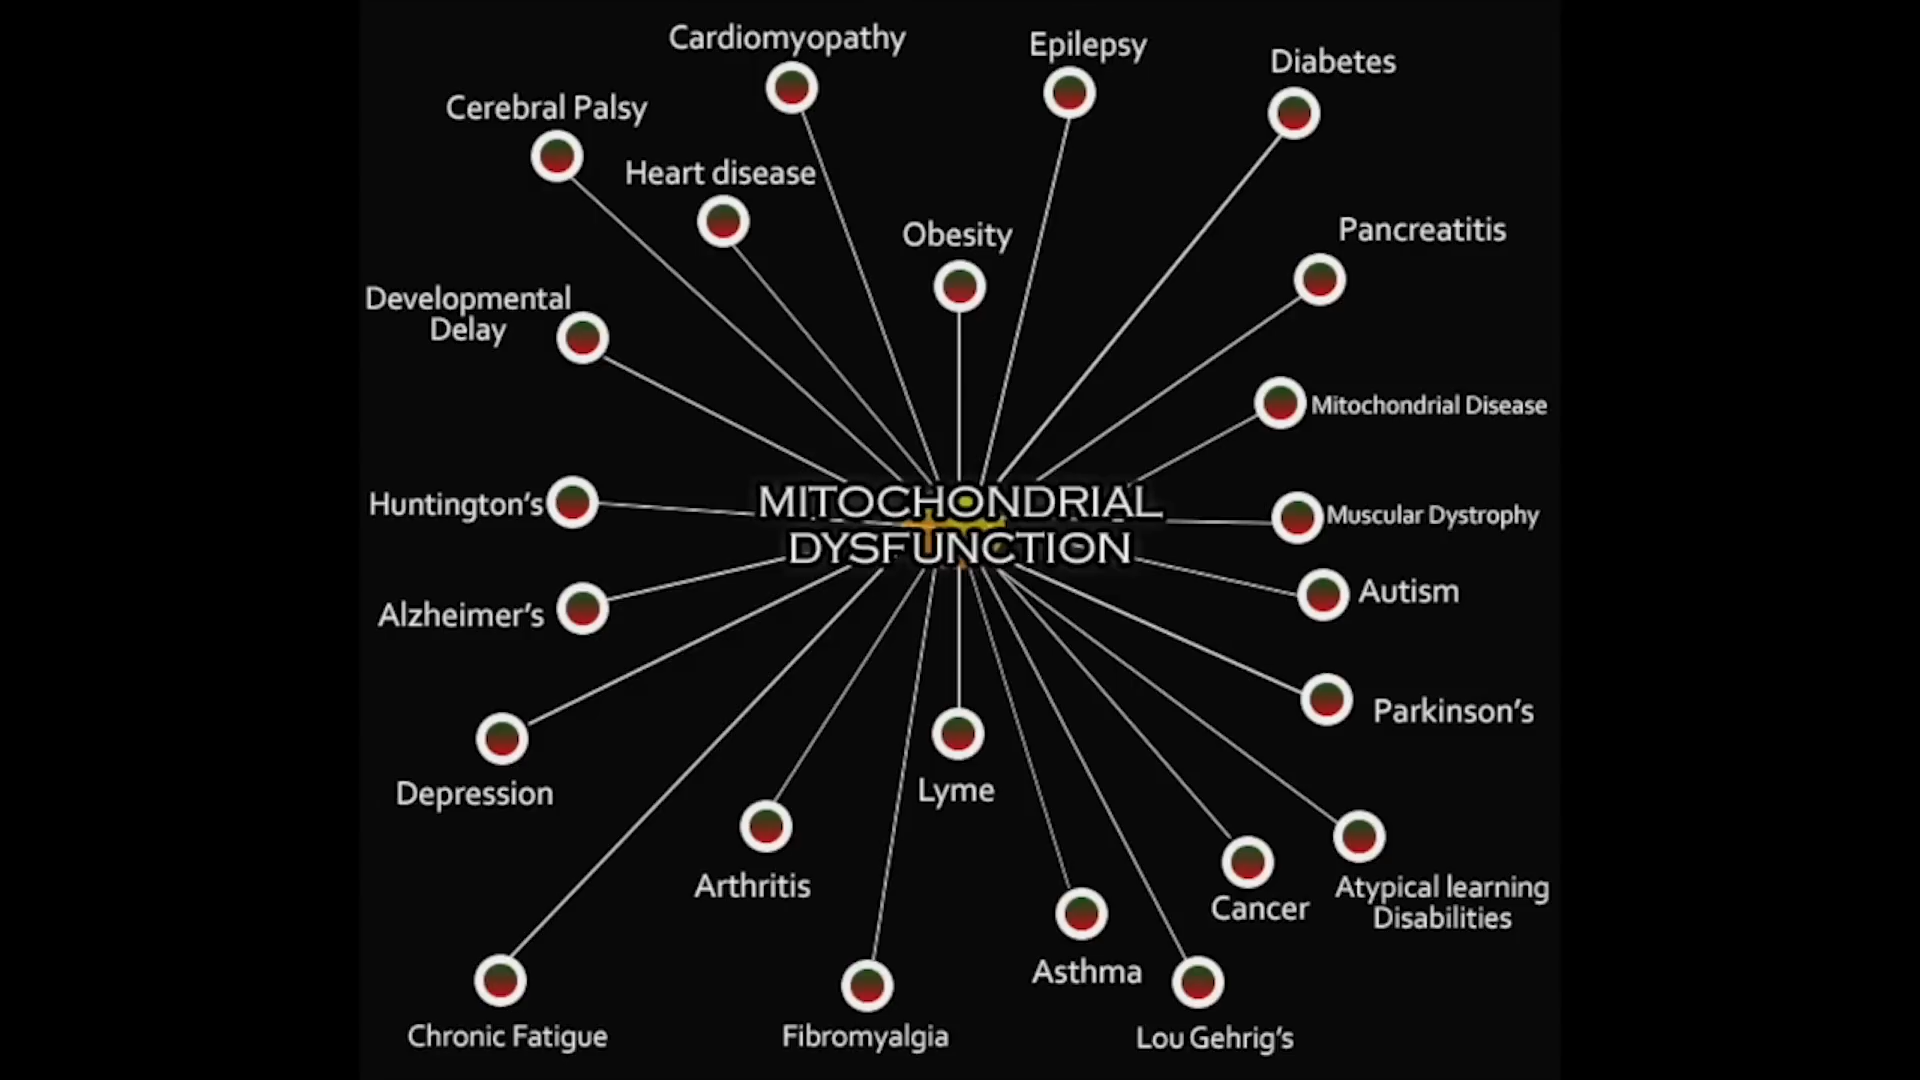 Cardiomyopathy
Epilepsy
Diabetes
Cerebral Palsy
Heart disease
Obesity
Pancreatitis
Developmental
Delay
Mitochondrial Disease
Huntington's
MITOCHONDRIAL
DYSFUNCTION
Muscular Dystrophy
Alzheimer's
Autism
Parkinson's
Depression
Lyme
Arthritis
Cancer
Atypical learning
Disabilities
Asthma
Chronic Fatigue
Fibromyalgia
Lou Gehrig's